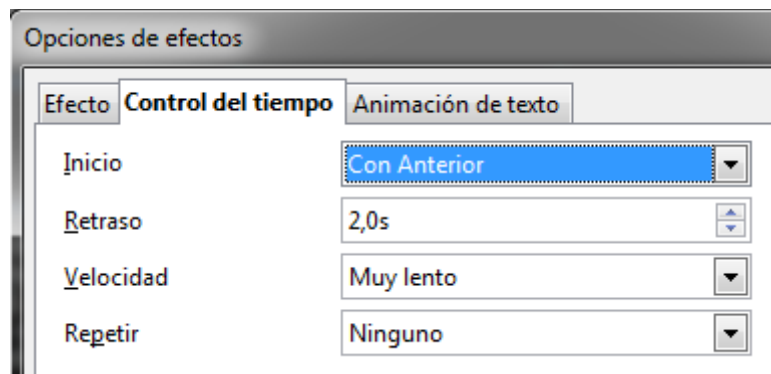 Opciones de efectos
Efecto Control del tiempo Animación de texto
Inicio Con Anterior
Retraso 2,0s
Velocidad Muy lento
Repetir Ninguno